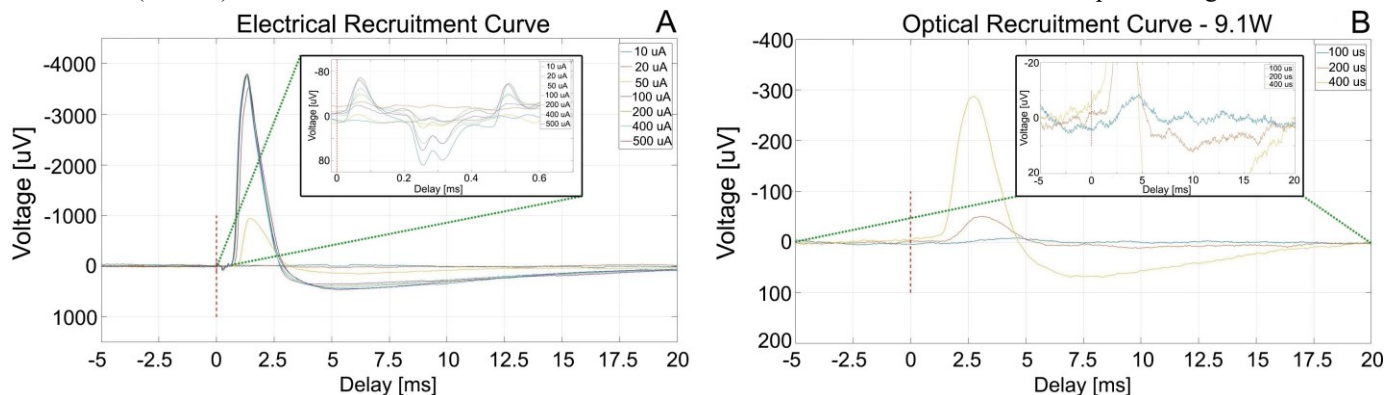 Electrical Recruitment Curve
A
Voltage [uV]
-4000
-3000
-2000
-1000
0
1000
-5
-2.5
0
2.5
5
7.5
10
12.5
15
17.5
20
Delay [ms]
10 uA
20 uA
50 uA
100 uA
200 uA
400 uA
500 uA
Voltage [uV]
-80
0
80
0
0.2
0.4
0.6
Delay [ms]
10 uA
20 uA
50 uA
100 uA
200 uA
400 uA
500 uA
Optical Recruitment Curve - 9.1W
B
Voltage [uV]
-400
-300
-200
-100
0
100
200
-5
-2.5
0
2.5
5
7.5
10
12.5
15
17.5
20
Delay [ms]
100 us
200 us
400 us
Voltage [uV]
-20
0
20
-5
0
5
10
15
20
Delay [ms]
100 us
200 us
400 us